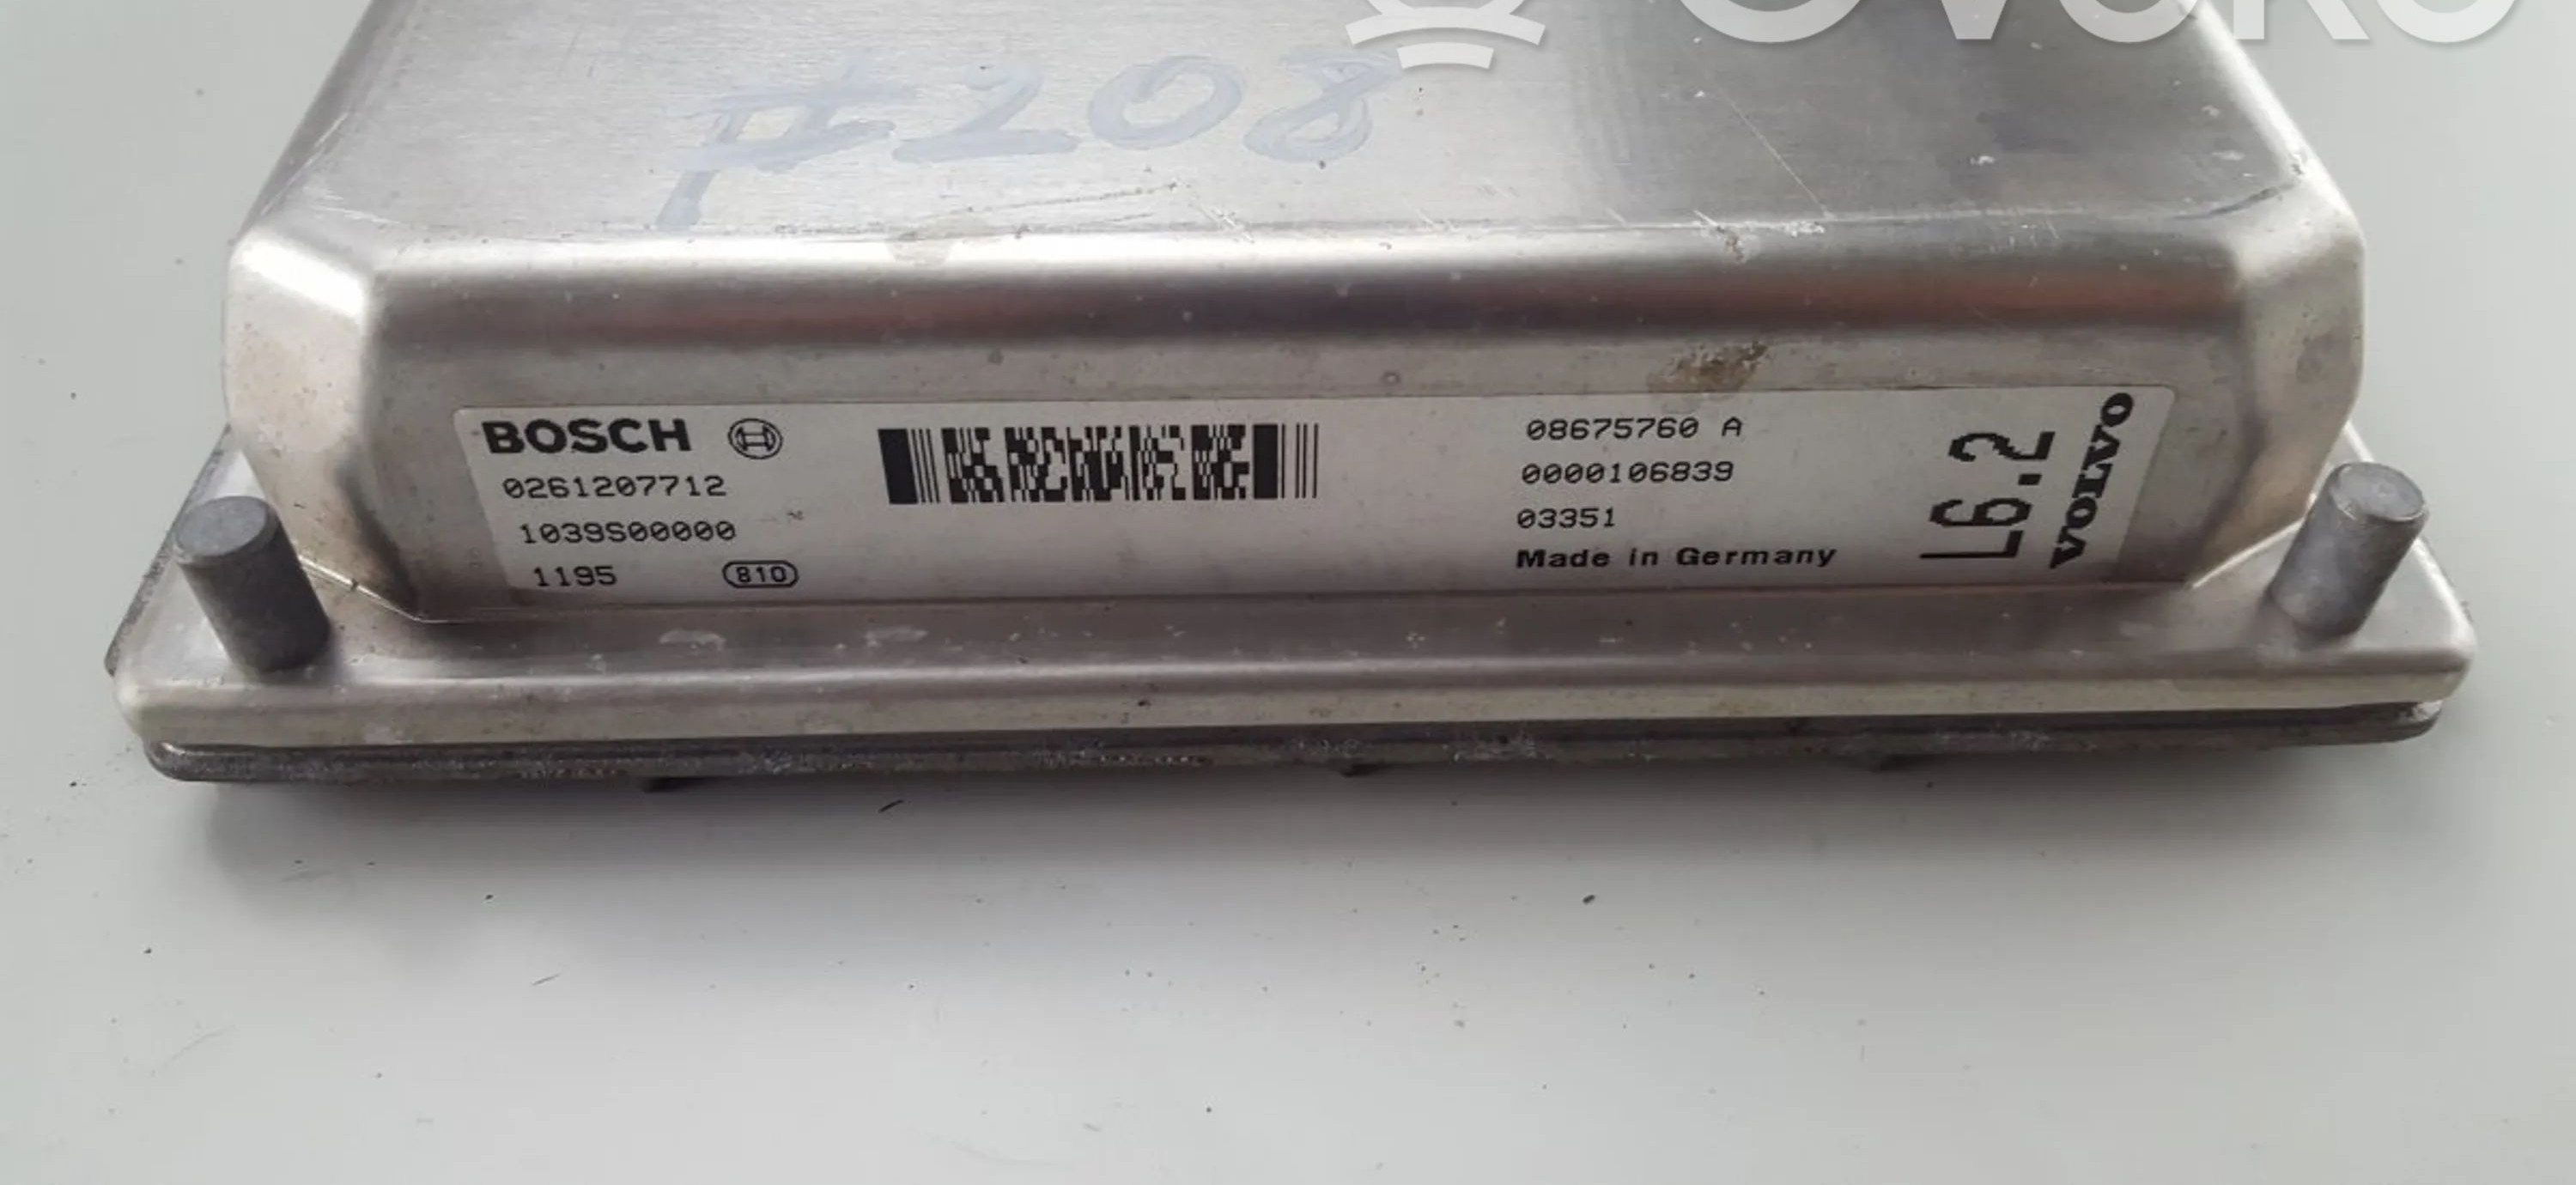 #208
BOSCH
0261207712
1039S00000
1195 810
08675760 A
0000106839
03351
Made in Germany
L6.2
VOLVO